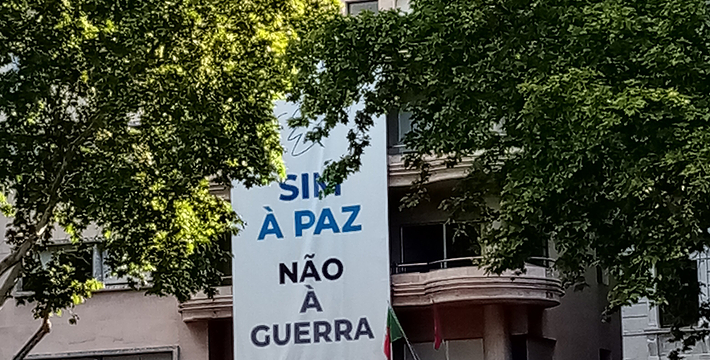 SIM
À PAZ
NÃO
À
GUERRA